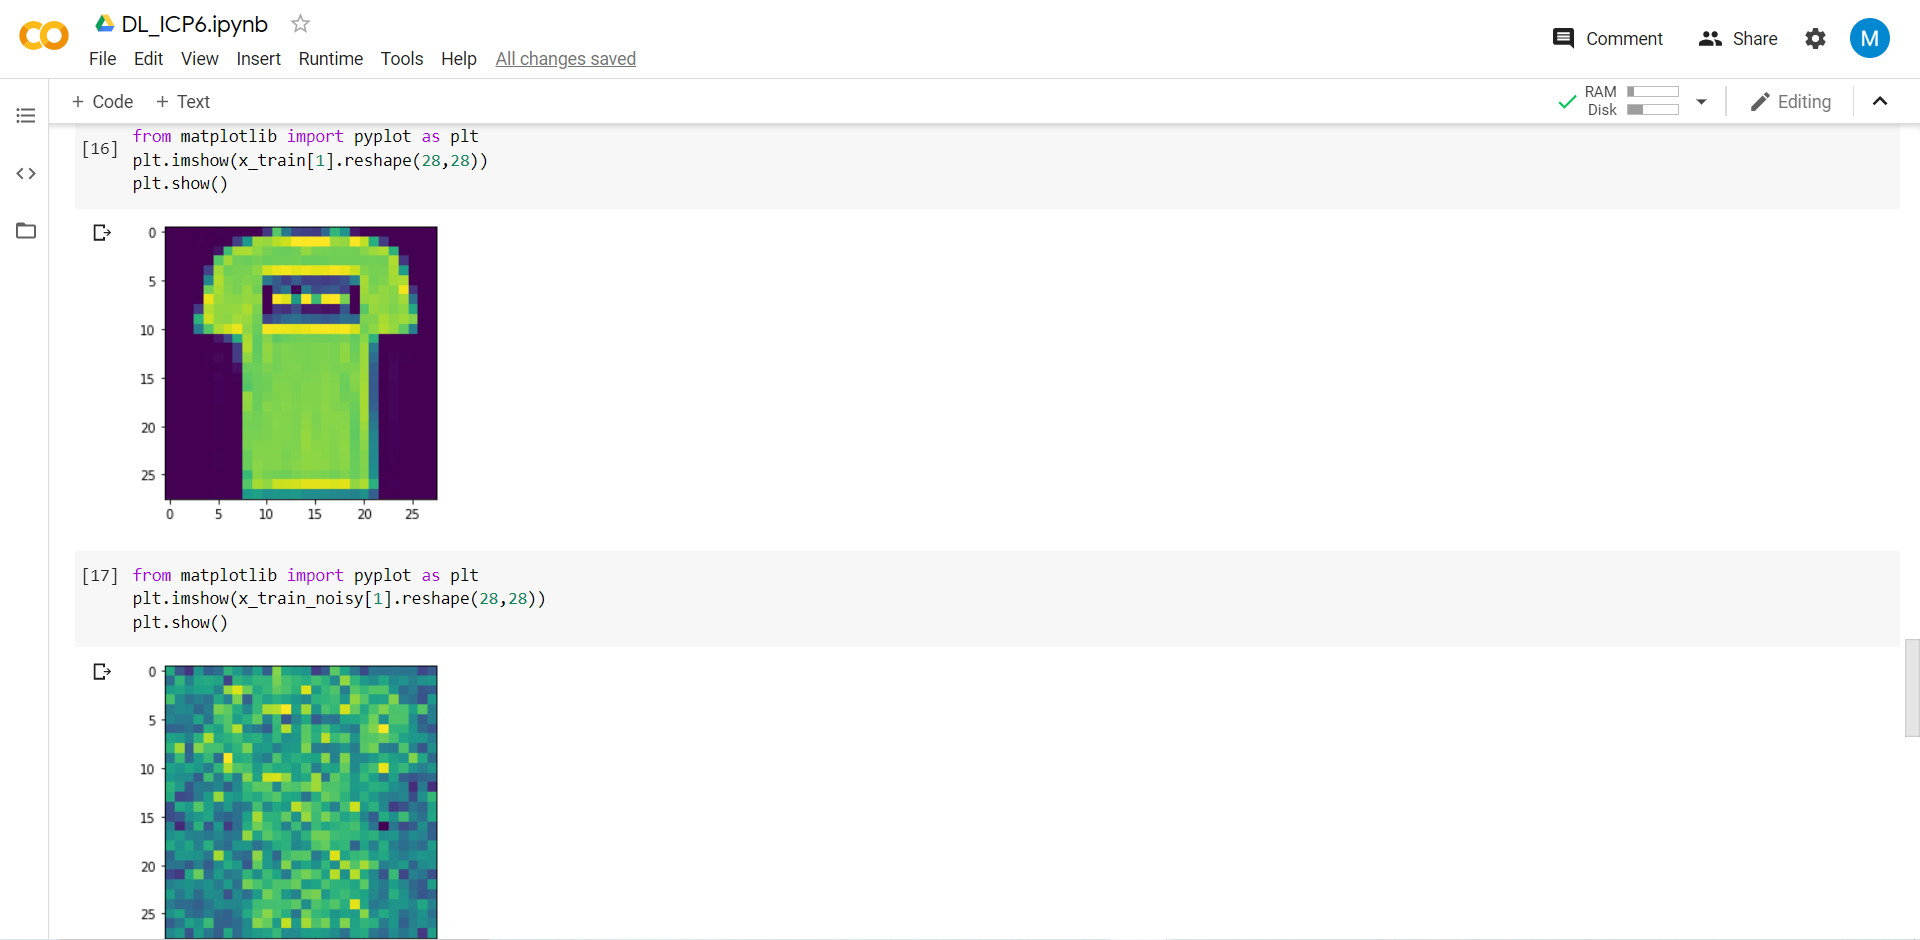 DL_ICP6.ipynb
File Edit View Insert Runtime Tools Help All changes saved
Comment Share M
+ Code + Text
RAM
Disk
Editing
[16] from matplotlib import pyplot as plt
plt.imshow(x_train[1].reshape(28,28))
plt.show()
0
5
10
15
20
25
0 5 10 15 20 25
[17] from matplotlib import pyplot as plt
plt.imshow(x_train_noisy[1].reshape(28,28))
plt.show()
0
5
10
15
20
25